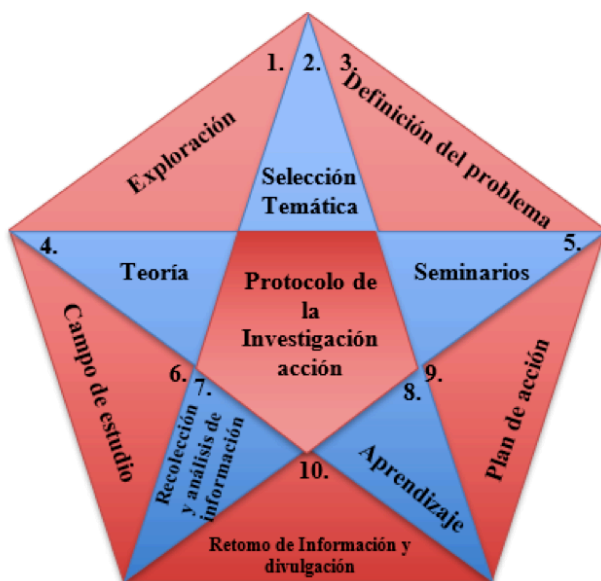 1.
Exploración
2.
Selección
Temática
3.
Definición del problema
4.
Teoría
5.
Seminarios
Protocolo de
la
Investigación
acción
6.
Campo de estudio
7.
Recolección
y análisis de
información
8.
Aprendizaje
9.
Plan de acción
10.
Retomo de Información y
divulgación